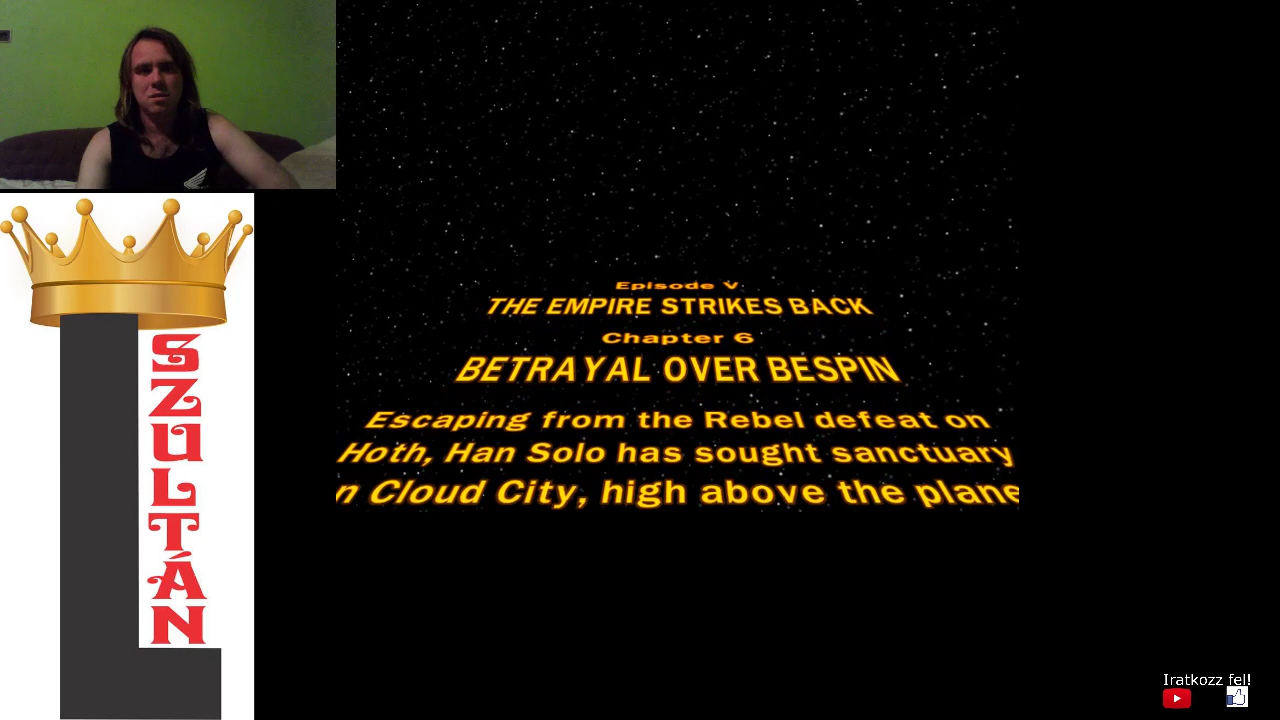 SZULTÁN
Episode V
THE EMPIRE STRIKES BACK
Chapter 6
BETRAYAL OVER BESPIN
Escaping from the Rebel defeat on
Hoth, Han Solo has sought sanctuary
n Cloud City, high above the plane
Iratkozz fel!